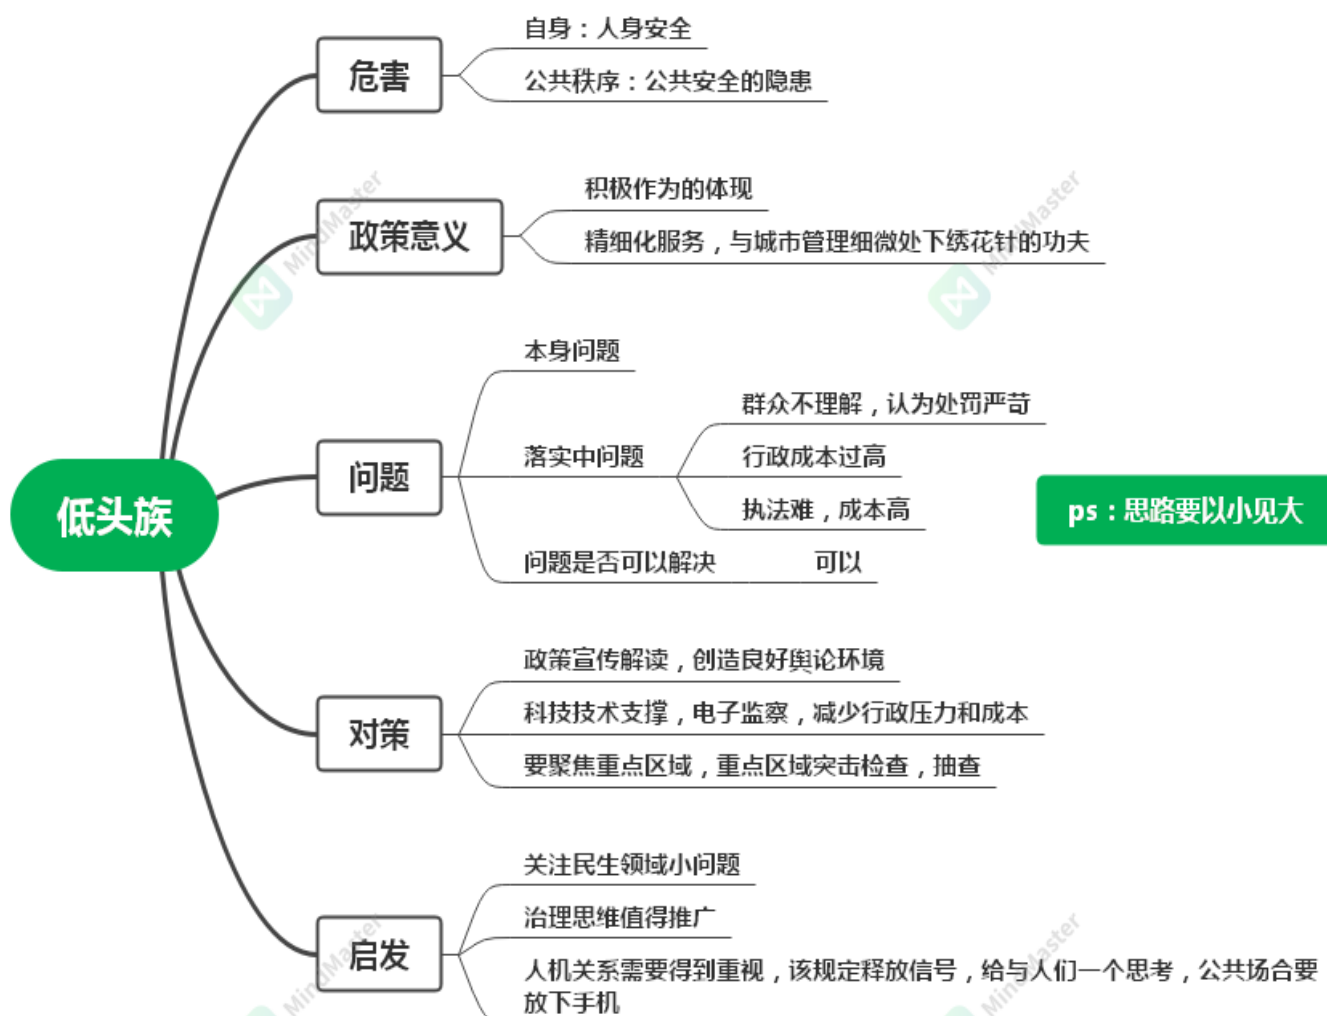 自身：人身安全
危害
公共秩序：公共安全的隐患
积极作为的体现
政策意义
精细化服务，与城市管理细微处下绣花针的功夫
本身问题
群众不理解，认为处罚严苛
落实中问题
行政成本过高
问题
执法难，成本高
低头族
ps：思路要以小见大
问题是否可以解决
可以
政策宣传解读，创造良好舆论环境
科技技术支撑，电子监察，减少行政压力和成本
对策
要聚焦重点区域，重点区域突击检查，抽查
关注民生领域小问题
治理思维值得推广
启发
人机关系需要得到重视，该规定释放信号，给与人们一个思考，公共场合要
放下手机
MindMaster
MindMaster
MindMaster
MindMaster